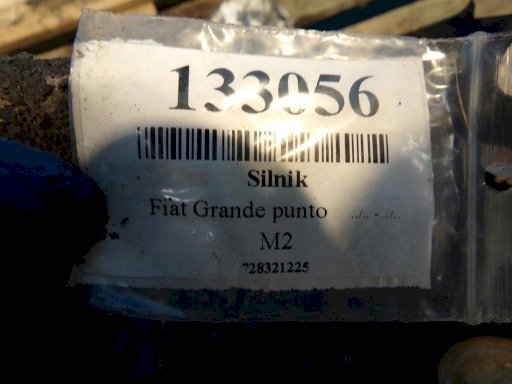 133056
Silnik
Fiat Grande punto ../.. - ../..
M2
728321225